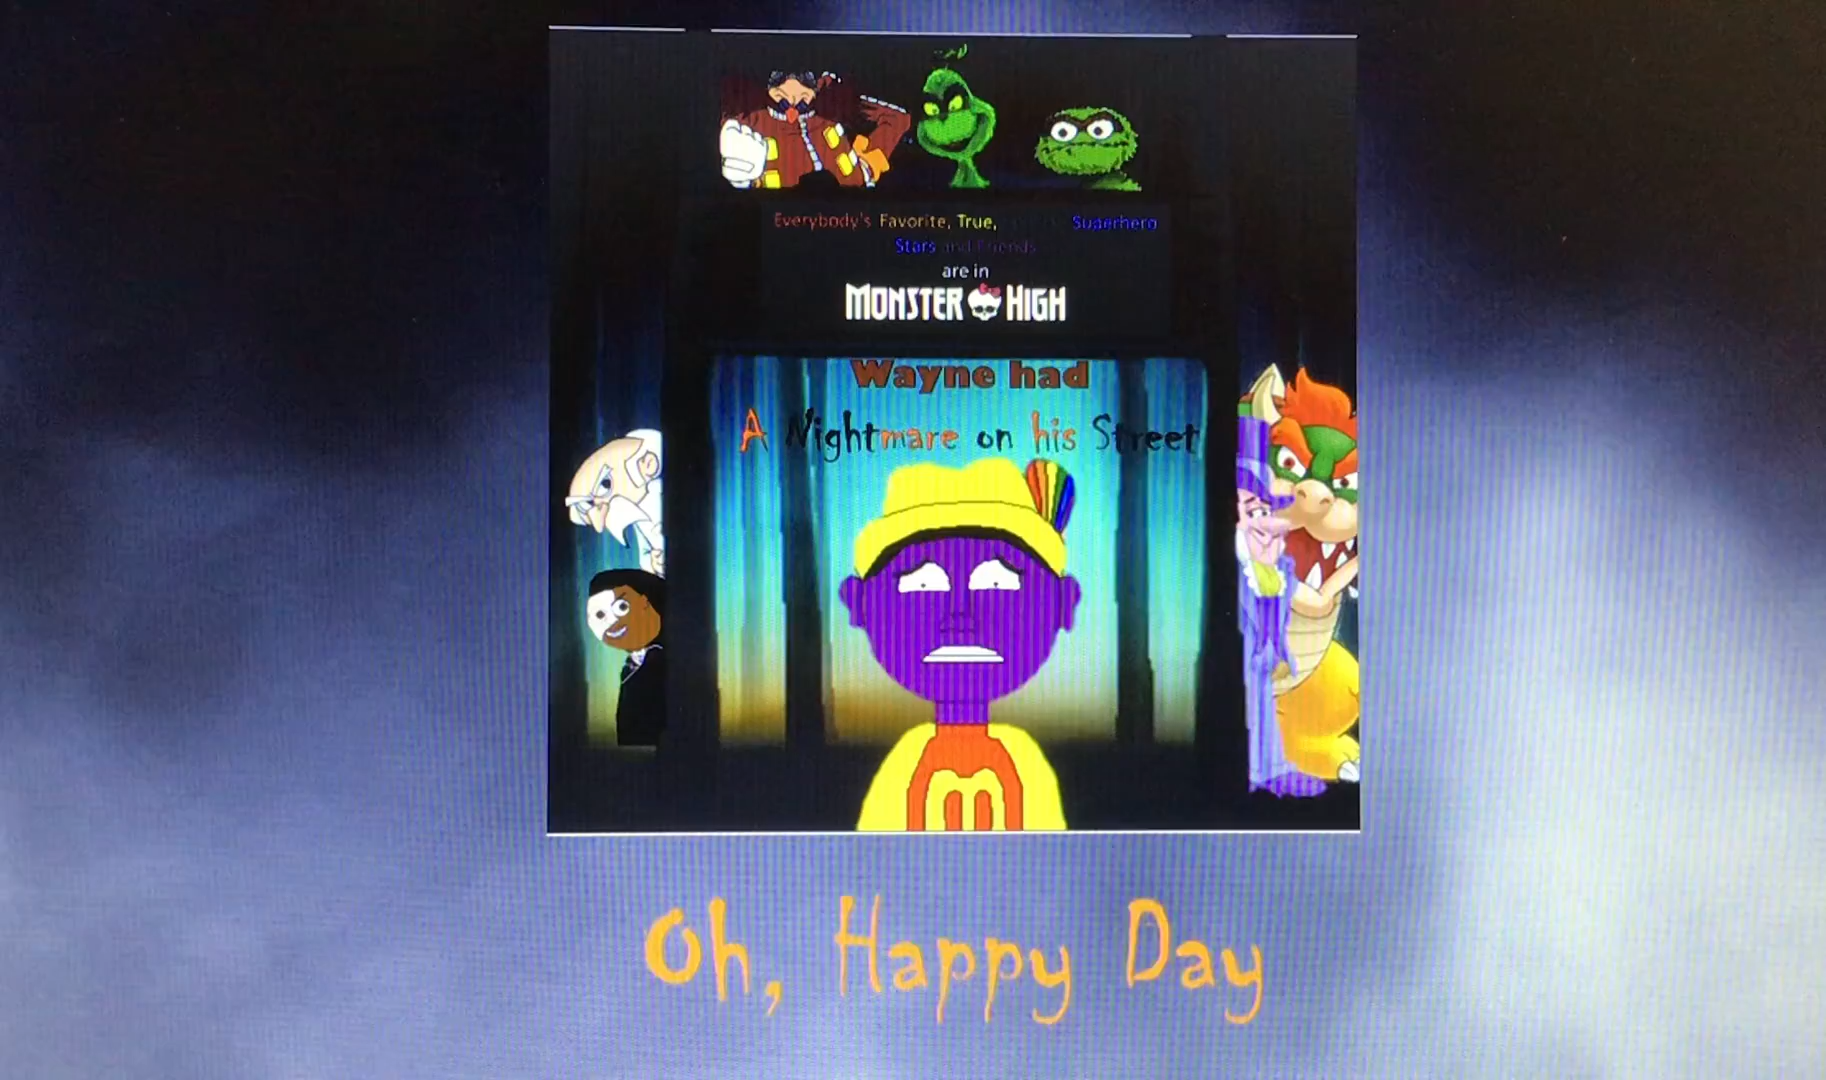 Everybody's Favorite, True, Superhero
Stars and Friends
are in
MONSTER HIGH
Wayne had
A Nightmare on his Street
Oh, Happy Day